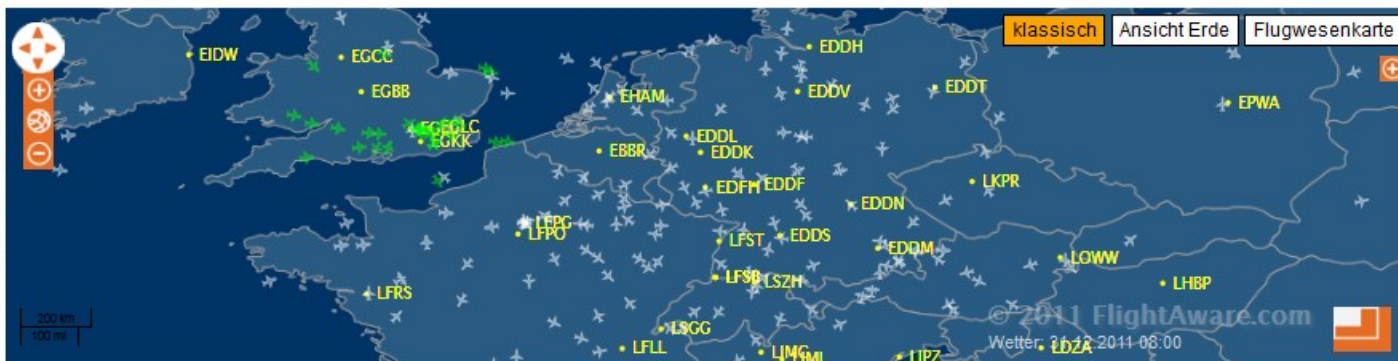 klassisch
Ansicht Erde
Flugwesenkarte
EIDW
EGCC
EDDH
EGBB
EHAM
EDDV
EDDT
EPWA
EGLC
EGKK
EDDL
EBBR
EDDK
EDFH
EDDF
LKPR
EDDN
LFPG
LFPO
LFST
EDDS
EDDM
LOWW
LFSB
LSZH
LHBP
LFRS
200 km
100 mi
© 2011 FlightAware.com
LSGG
Wetter: 31.12.2011 08:00
LFLL
LIMC
LIML
LIPZ
LDZA